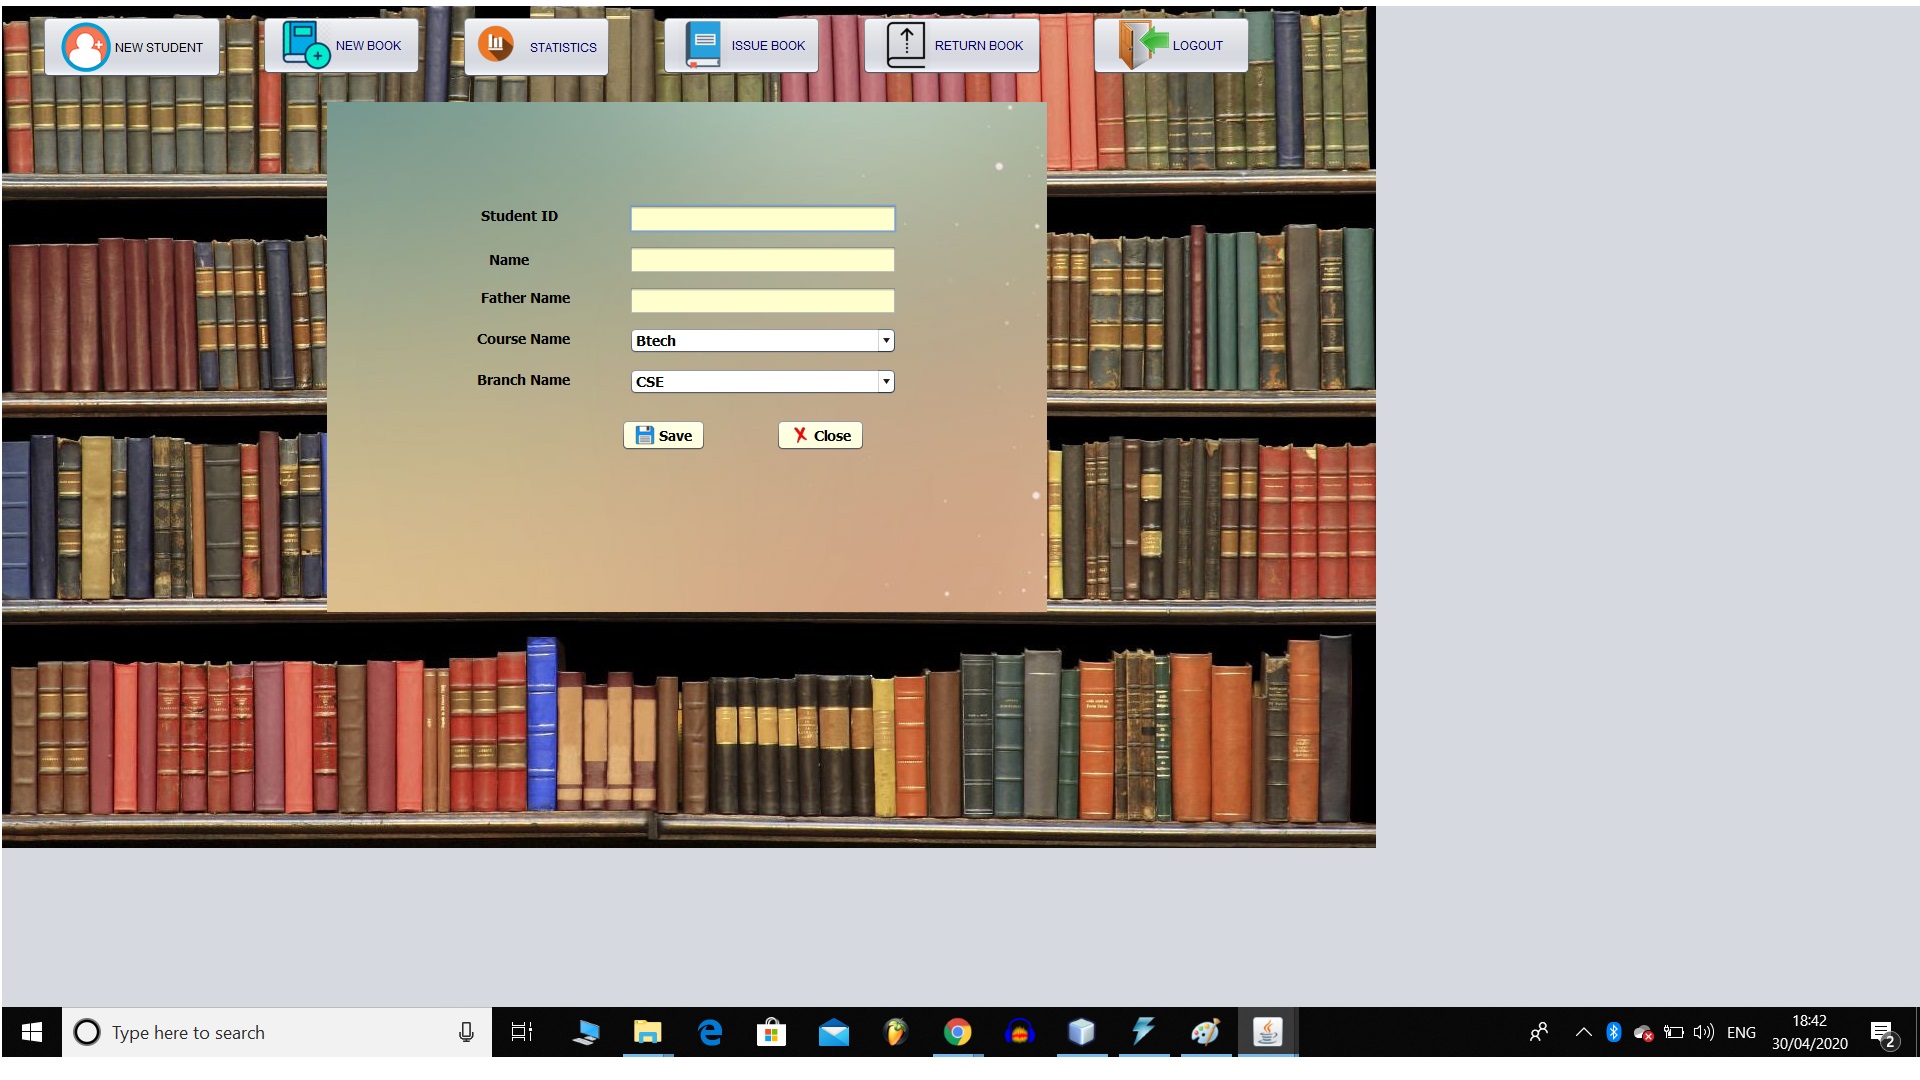 NEW STUDENT
NEW BOOK
STATISTICS
ISSUE BOOK
RETURN BOOK
LOGOUT
Student ID
Name
Father Name
Course Name
Btech
Branch Name
CSE
Save
Close
Type here to search
ENG
18:42
30/04/2020
2